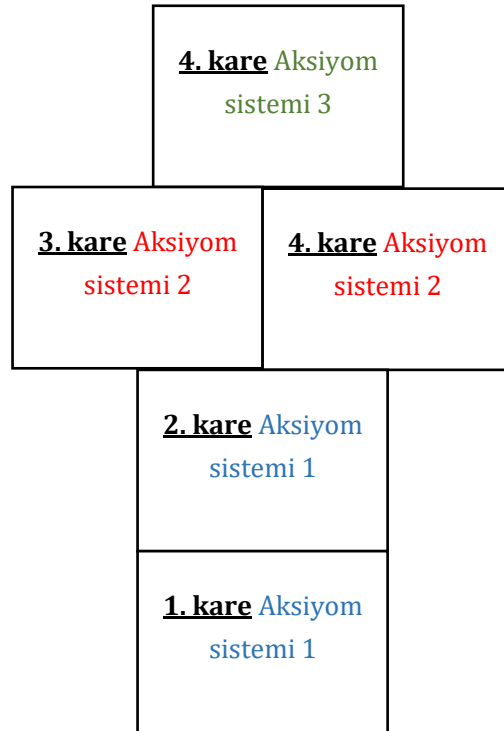 4. kare Aksiyom
sistemi 3
3. kare Aksiyom
sistemi 2
4. kare Aksiyom
sistemi 2
2. kare Aksiyom
sistemi 1
1. kare Aksiyom
sistemi 1